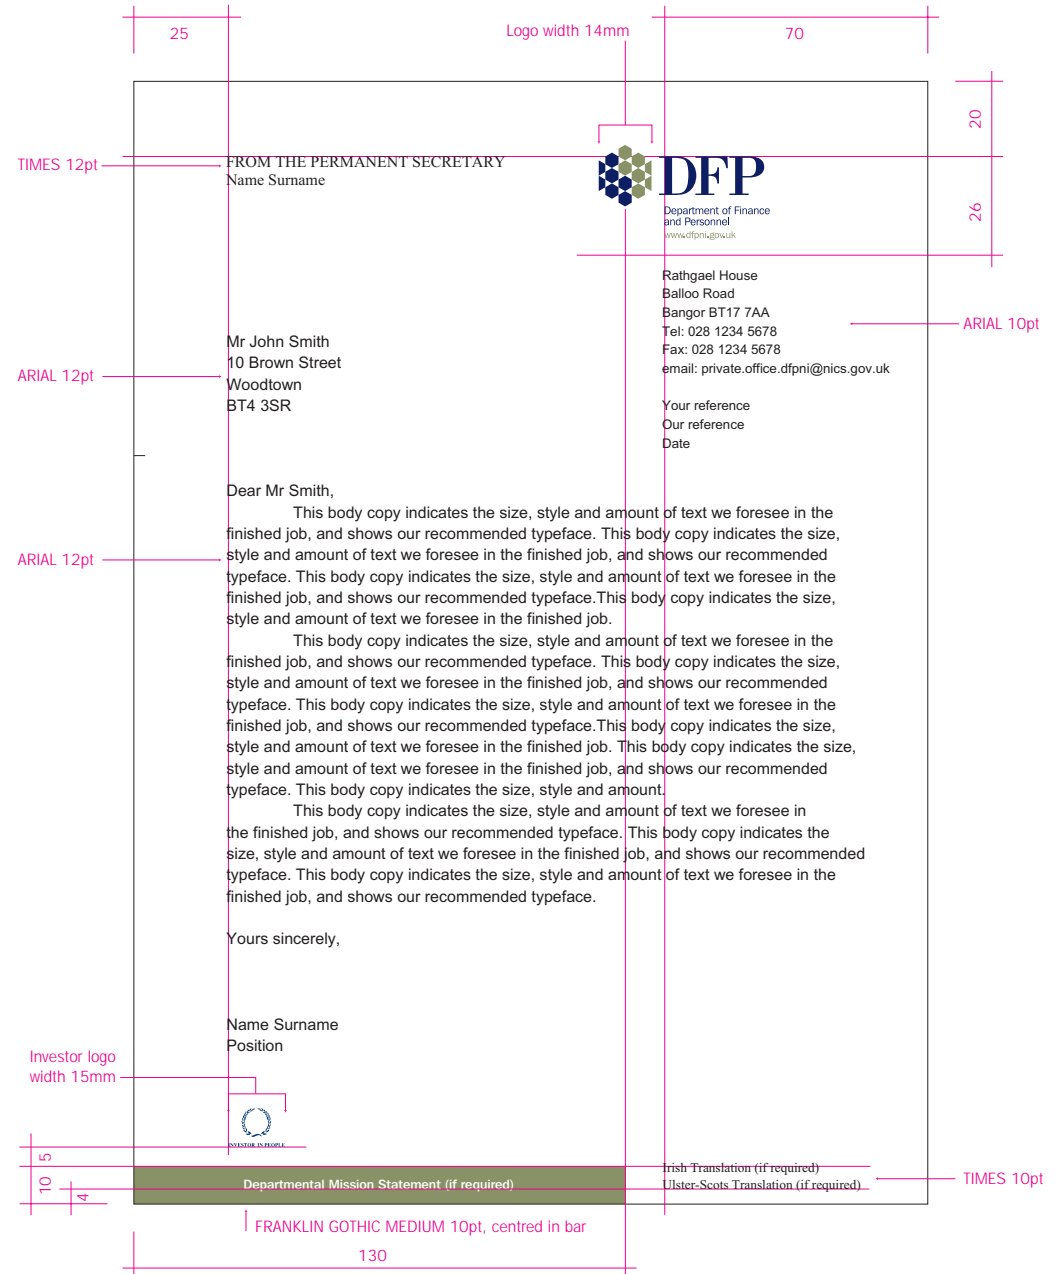 25
Logo width 14mm
70
20
TIMES 12pt
FROM THE PERMANENT SECRETARY
Name Surname
DFP
Department of Finance
and Personnel
www.dfpni.gov.uk
26
Rathgael House
Balloo Road
Bangor BT17 7AA
Tel: 028 1234 5678
Fax: 028 1234 5678
email: private.office.dfpni@nics.gov.uk
ARIAL 10pt
Your reference
Our reference
Date
ARIAL 12pt
Mr John Smith
10 Brown Street
Woodtown
BT4 3SR
Dear Mr Smith,
This body copy indicates the size, style and amount of text we foresee in the
finished job, and shows our recommended typeface. This body copy indicates the size,
style and amount of text we foresee in the finished job, and shows our recommended
typeface. This body copy indicates the size, style and amount of text we foresee in the
finished job, and shows our recommended typeface.This body copy indicates the size,
style and amount of text we foresee in the finished job.
ARIAL 12pt
This body copy indicates the size, style and amount of text we foresee in the
finished job, and shows our recommended typeface. This body copy indicates the size,
style and amount of text we foresee in the finished job, and shows our recommended
typeface. This body copy indicates the size, style and amount of text we foresee in the
finished job, and shows our recommended typeface.This body copy indicates the size,
style and amount of text we foresee in the finished job. This body copy indicates the size,
style and amount of text we foresee in the finished job, and shows our recommended
typeface. This body copy indicates the size, style and amount.
This body copy indicates the size, style and amount of text we foresee in
the finished job, and shows our recommended typeface. This body copy indicates the
size, style and amount of text we foresee in the finished job, and shows our recommended
typeface. This body copy indicates the size, style and amount of text we foresee in the
finished job, and shows our recommended typeface.
Yours sincerely,
Name Surname
Position
Investor logo
width 15mm
INVESTOR IN PEOPLE
5
10
4
Departmental Mission Statement (if required)
Irish Translation (if required)
Ulster-Scots Translation (if required)
TIMES 10pt
FRANKLIN GOTHIC MEDIUM 10pt, centred in bar
130